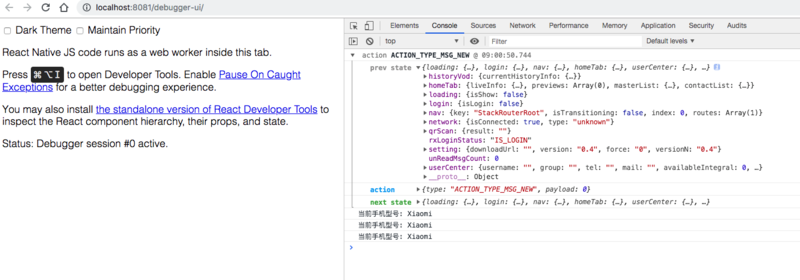 localhost:8081/debugger-ui/
Dark Theme Maintain Priority
React Native JS code runs as a web worker inside this tab.
Press ⌘⌥I to open Developer Tools. Enable Pause On Caught
Exceptions for a better debugging experience.
You may also install the standalone version of React Developer Tools to
inspect the React component hierarchy, their props, and state.
Status: Debugger session #0 active.
Elements Console Sources Network Performance Memory Application
top Filter Default levels ▼
▼ action ACTION_TYPE_MSG_NEW @ 09:00:50.744
prev state ▼{loading: {…}, login: {…}, nav: {…}, homeTab: {…}, userCenter: {…}, …}
▶historyVod: {currentHistoryInfo: {…}}
▶homeTab: {liveInfo: {…}, previews: Array(0), masterList: {…}, contactList: {…}}
▶loading: {isShow: false}
▶login: {isLogin: false}
▶nav: {key: "StackRouterRoot", isTransitioning: false, index: 0, routes: Array(1)}
▶network: {isConnected: true, type: "unknown"}
▶qrScan: {result: ""}
rxLoginStatus: "IS_LOGIN"
▶setting: {downloadUrl: "", version: "0.4", force: "0", versionN: "0.4"}
unReadMsgCount: 0
▶userCenter: {username: "", group: "", tel: "", mail: "", availableIntegral: 0, …}
▶__proto__: Object
action ▶{type: "ACTION_TYPE_MSG_NEW", payload: 0}
next state ▶{loading: {…}, login: {…}, nav: {…}, homeTab: {…}, userCenter: {…}, …}
当前手机型号: Xiaomi
当前手机型号: Xiaomi
当前手机型号: Xiaomi